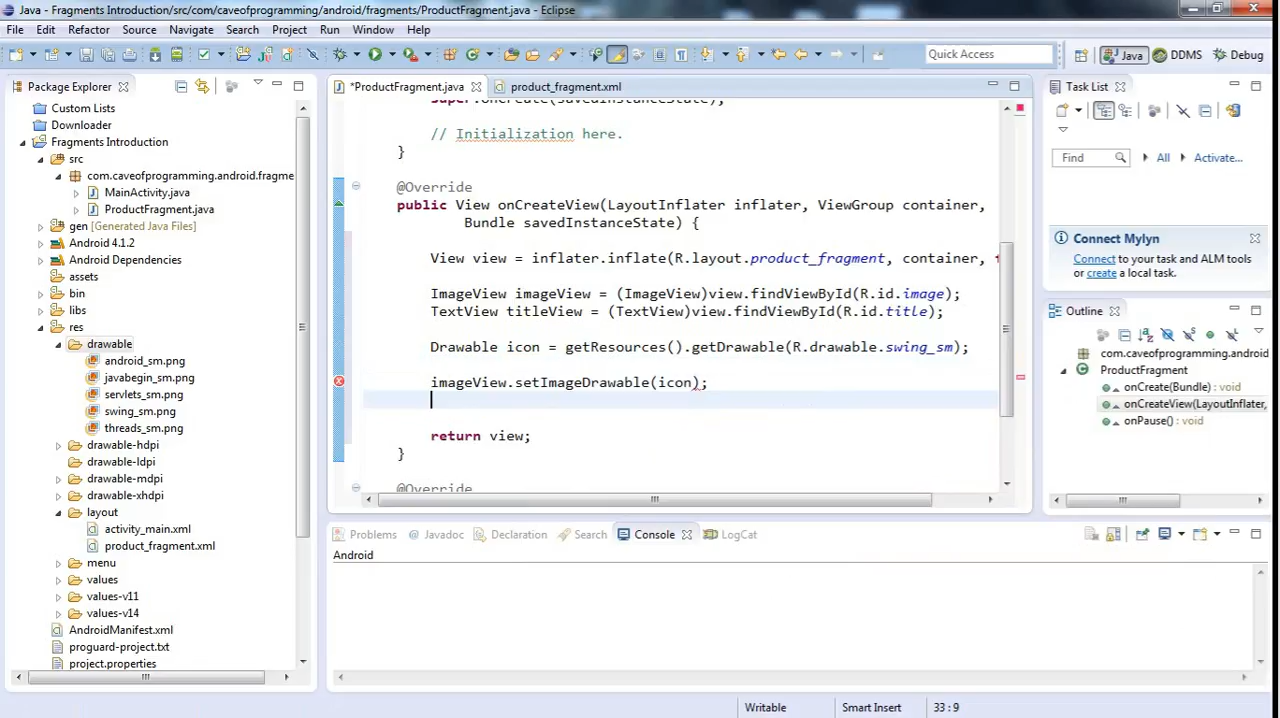 Java - Fragments Introduction/src/com/caveofprogramming/android/fragments/ProductFragment.java - Eclipse
File Edit Refactor Source Navigate Search Project Run Window Help
Quick Access
Java
DDMS
Debug
Package Explorer
Custom Lists
Downloader
Fragments Introduction
src
com.caveofprogramming.android.fragme
MainActivity.java
ProductFragment.java
gen [Generated Java Files]
Android 4.1.2
Android Dependencies
assets
bin
libs
res
drawable
android_sm.png
javabegin_sm.png
servlets_sm.png
swing_sm.png
threads_sm.png
drawable-hdpi
drawable-ldpi
drawable-mdpi
drawable-xhdpi
layout
activity_main.xml
product_fragment.xml
menu
values
values-v11
values-v14
AndroidManifest.xml
proguard-project.txt
project.properties
*ProductFragment.java
product_fragment.xml
super.onCreate(savedInstanceState);
// Initialization here.
}
@Override
public View onCreateView(LayoutInflater inflater, ViewGroup container,
Bundle savedInstanceState) {
View view = inflater.inflate(R.layout.product_fragment, container,
ImageView imageView = (ImageView)view.findViewById(R.id.image);
TextView titleView = (TextView)view.findViewById(R.id.title);
Drawable icon = getResources().getDrawable(R.drawable.swing_sm);
imageView.setImageDrawable(icon);
return view;
}
@Override
Problems @ Javadoc Declaration Search Console LogCat
Android
Task List
Find All Activate...
Connect Mylyn
Connect to your task and ALM tools
or create a local task.
Outline
com.caveofprogramming.android
ProductFragment
onCreate(Bundle) : void
onCreateView(LayoutInflater,
onPause() : void
Writable
Smart Insert
33 : 9